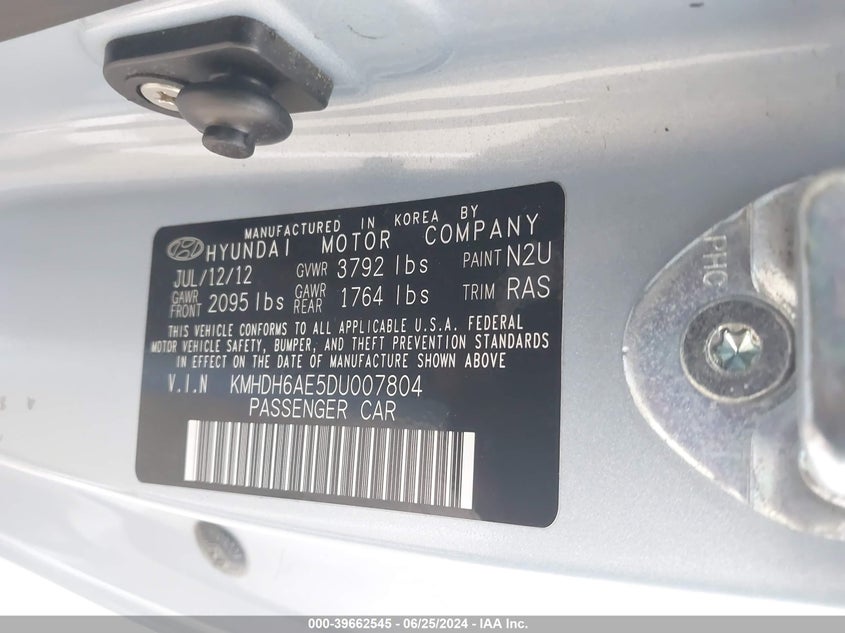 MANUFACTURED IN KOREA BY
HYUNDAI MOTOR COMPANY
JUL/12/12 GVWR 3792 lbs PAINT N2U
GAWR FRONT 2095 lbs GAWR REAR 1764 lbs TRIM RAS
THIS VEHICLE CONFORMS TO ALL APPLICABLE U.S.A. FEDERAL
MOTOR VEHICLE SAFETY, BUMPER, AND THEFT PREVENTION STANDARDS
IN EFFECT ON THE DATE OF MANUFACTURE SHOWN ABOVE
V.I.N KMHDH6AE5DU007804
PASSENGER CAR
PHC
000-39662545 - 06/25/2024 - IAA Inc.